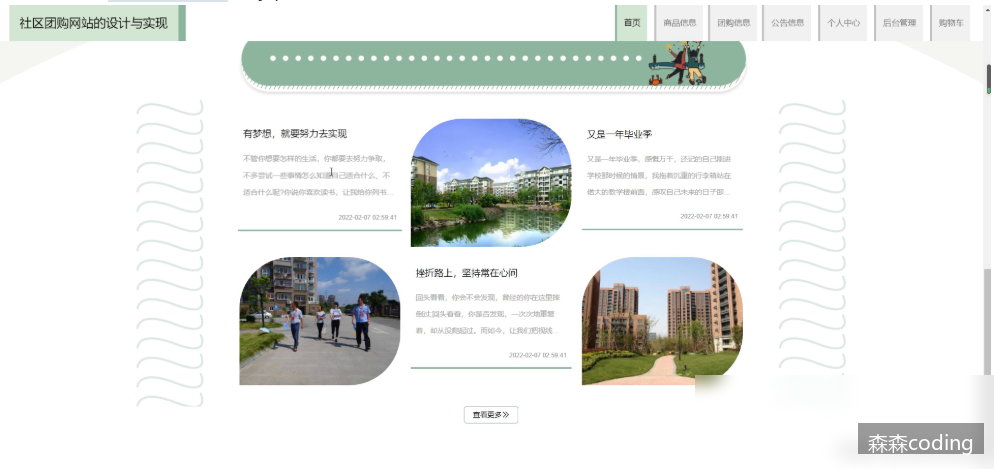 社区团购网站的设计与实现
首页
商品信息
团购信息
公告信息
个人中心
后台管理
购物车
有梦想，就要努力去实现
不管你想要怎样的生活，你都要去努力争取，
不多尝试一些事情怎么知道自己适合什么、不
适合什么呢?你说你喜欢读书，让我给你列书...
2022-02-07 02:59:41
又是一年毕业季
又是一年毕业季，感慨万千，还记的自己刚进
学校那时候的情景，我拖着沉重的行李箱站在
偌大的教学楼前面，感叹自己未来的日子即...
2022-02-07 02:59:41
挫折路上，坚持常在心间
回头看看，你会不会发现，曾经的你在这里摔
倒过;回头看看，你是否发现，一次次地重复
着，却从没爬起过。而如今，让我们把视线...
2022-02-07 02:59:41
查看更多
森森coding